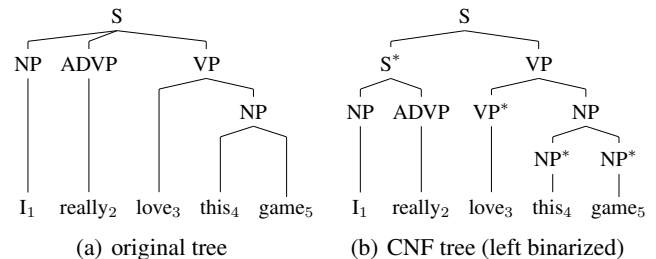 S S
NP ADVP VP S* VP
NP NP ADVP VP* NP
NP* NP*
I₁ really₂ love₃ this₄ game₅ I₁ really₂ love₃ this₄ game₅
(a) original tree (b) CNF tree (left binarized)